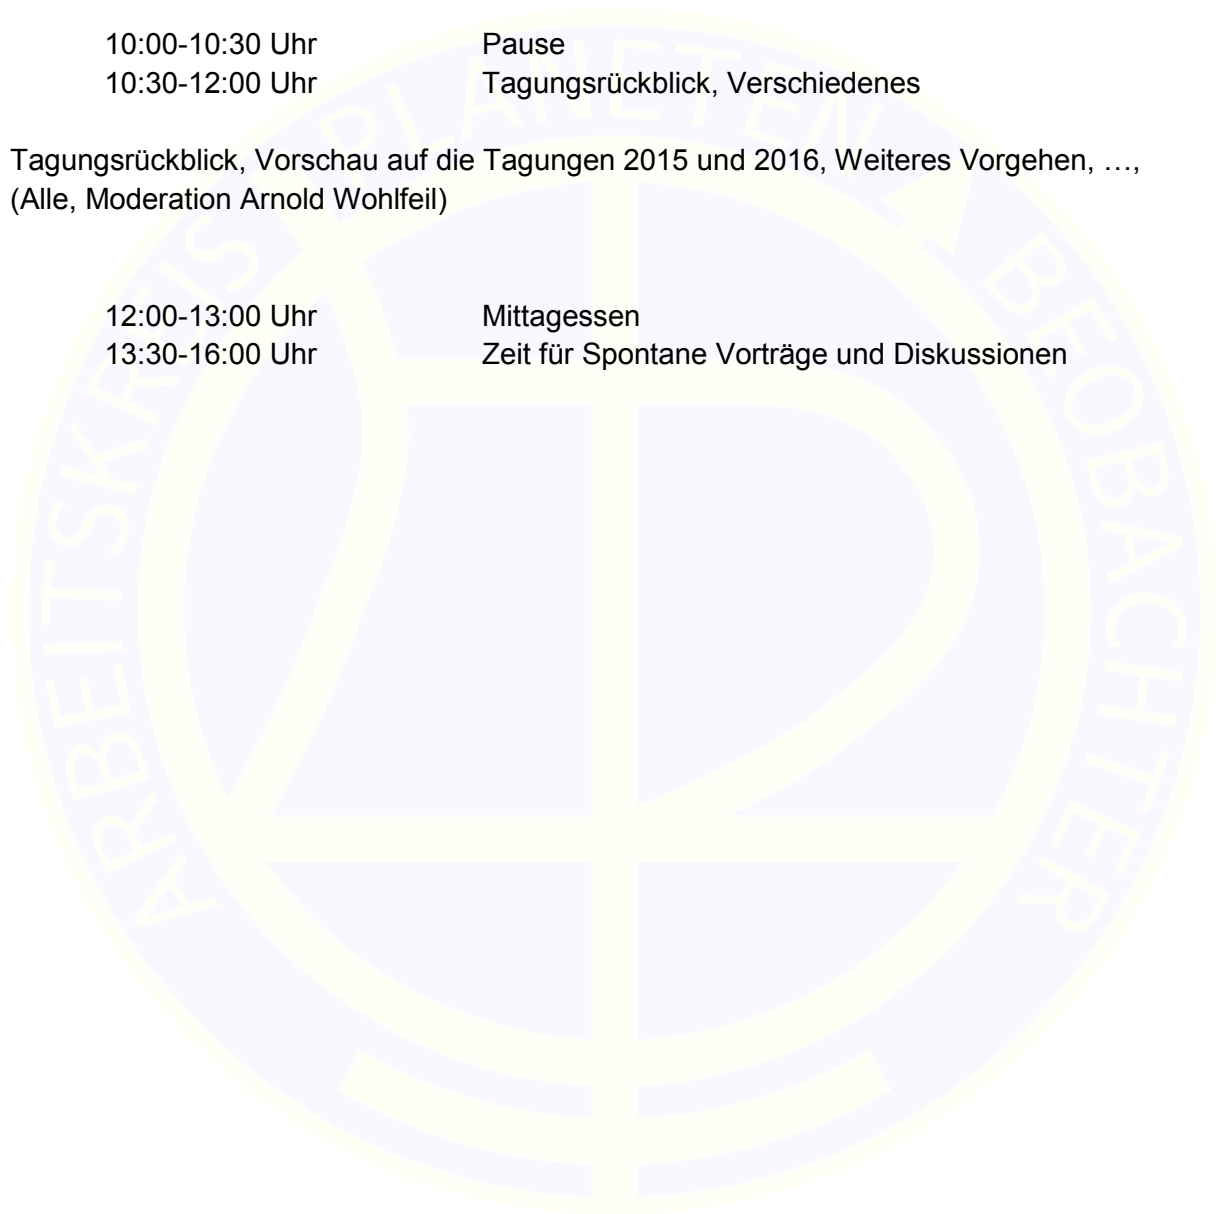 10:00-10:30 Uhr Pause
10:30-12:00 Uhr Tagungsrückblick, Verschiedenes
Tagungsrückblick, Vorschau auf die Tagungen 2015 und 2016, Weiteres Vorgehen, …,
(Alle, Moderation Arnold Wohlfeil)
12:00-13:00 Uhr Mittagessen
13:30-16:00 Uhr Zeit für Spontane Vorträge und Diskussionen
ARBEITSKREIS PLANETEN BEOBACHTER